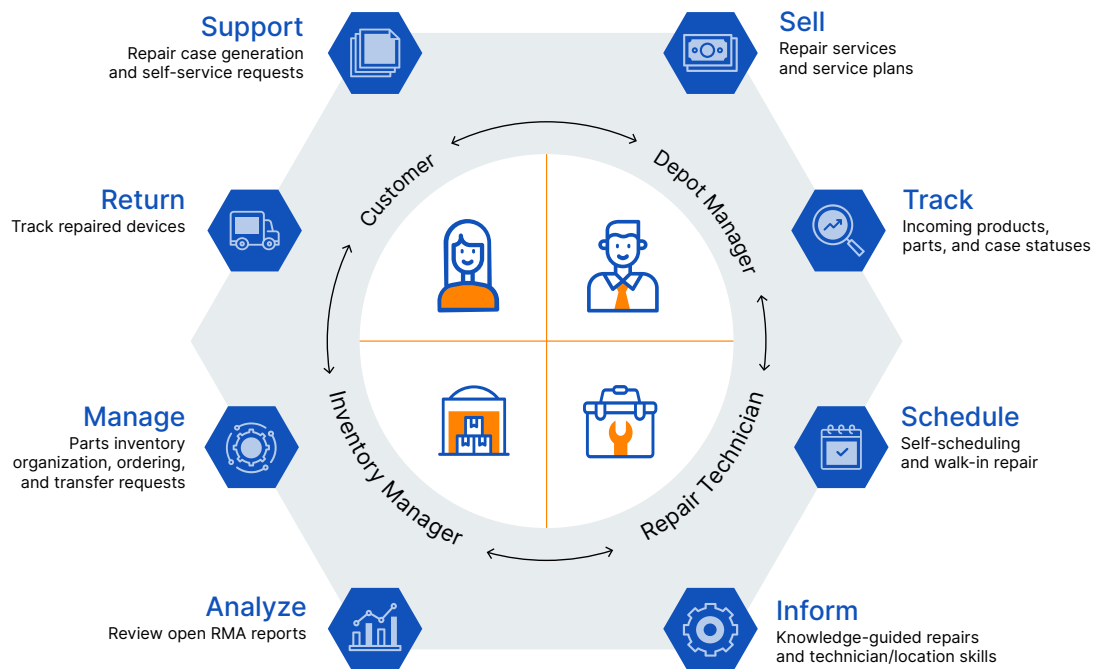 Support
Repair case generation
and self-service requests
Sell
Repair services
and service plans
Customer
Depot Manager
Return
Track repaired devices
Track
Incoming products,
parts, and case statuses
Manage
Parts inventory
organization, ordering,
and transfer requests
Inventory Manager
Repair Technician
Schedule
Self-scheduling
and walk-in repair
Analyze
Review open RMA reports
Inform
Knowledge-guided repairs
and technician/location skills